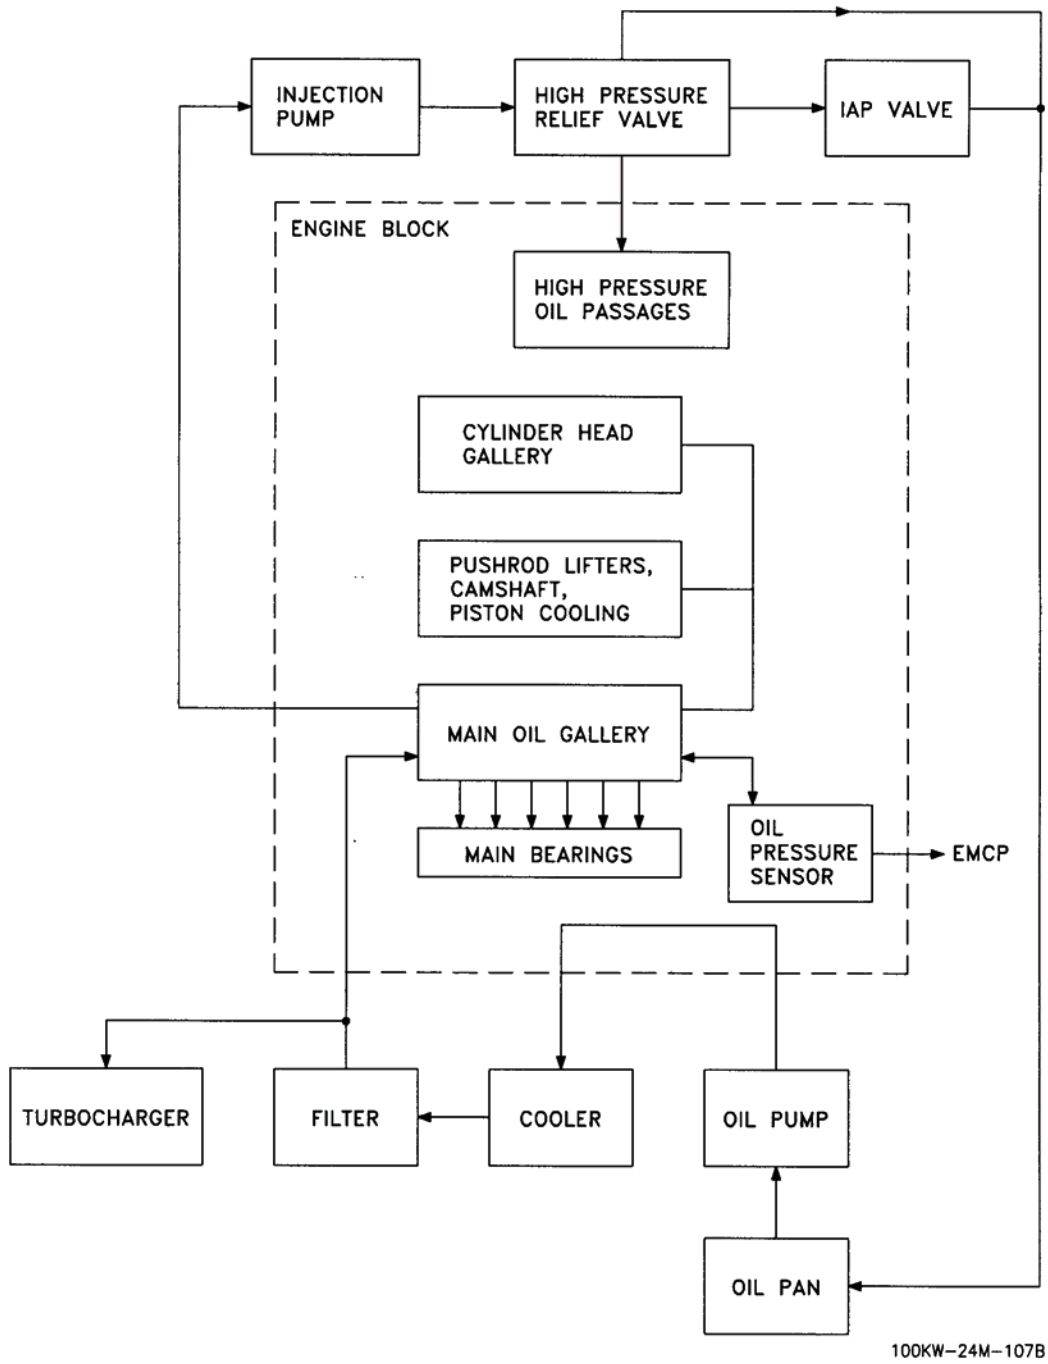 INJECTION
PUMP
HIGH PRESSURE
RELIEF VALVE
IAP VALVE
ENGINE BLOCK
HIGH PRESSURE
OIL PASSAGES
CYLINDER HEAD
GALLERY
PUSHROD LIFTERS,
CAMSHAFT,
PISTON COOLING
MAIN OIL GALLERY
MAIN BEARINGS
OIL
PRESSURE
SENSOR
EMCP
TURBOCHARGER
FILTER
COOLER
OIL PUMP
OIL PAN
100KW-24M-107B